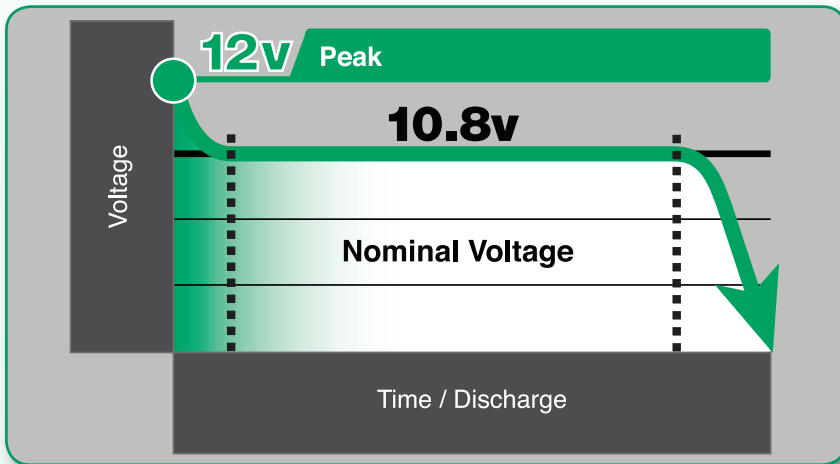 12v Peak
10.8v
Voltage
Nominal Voltage
Time / Discharge